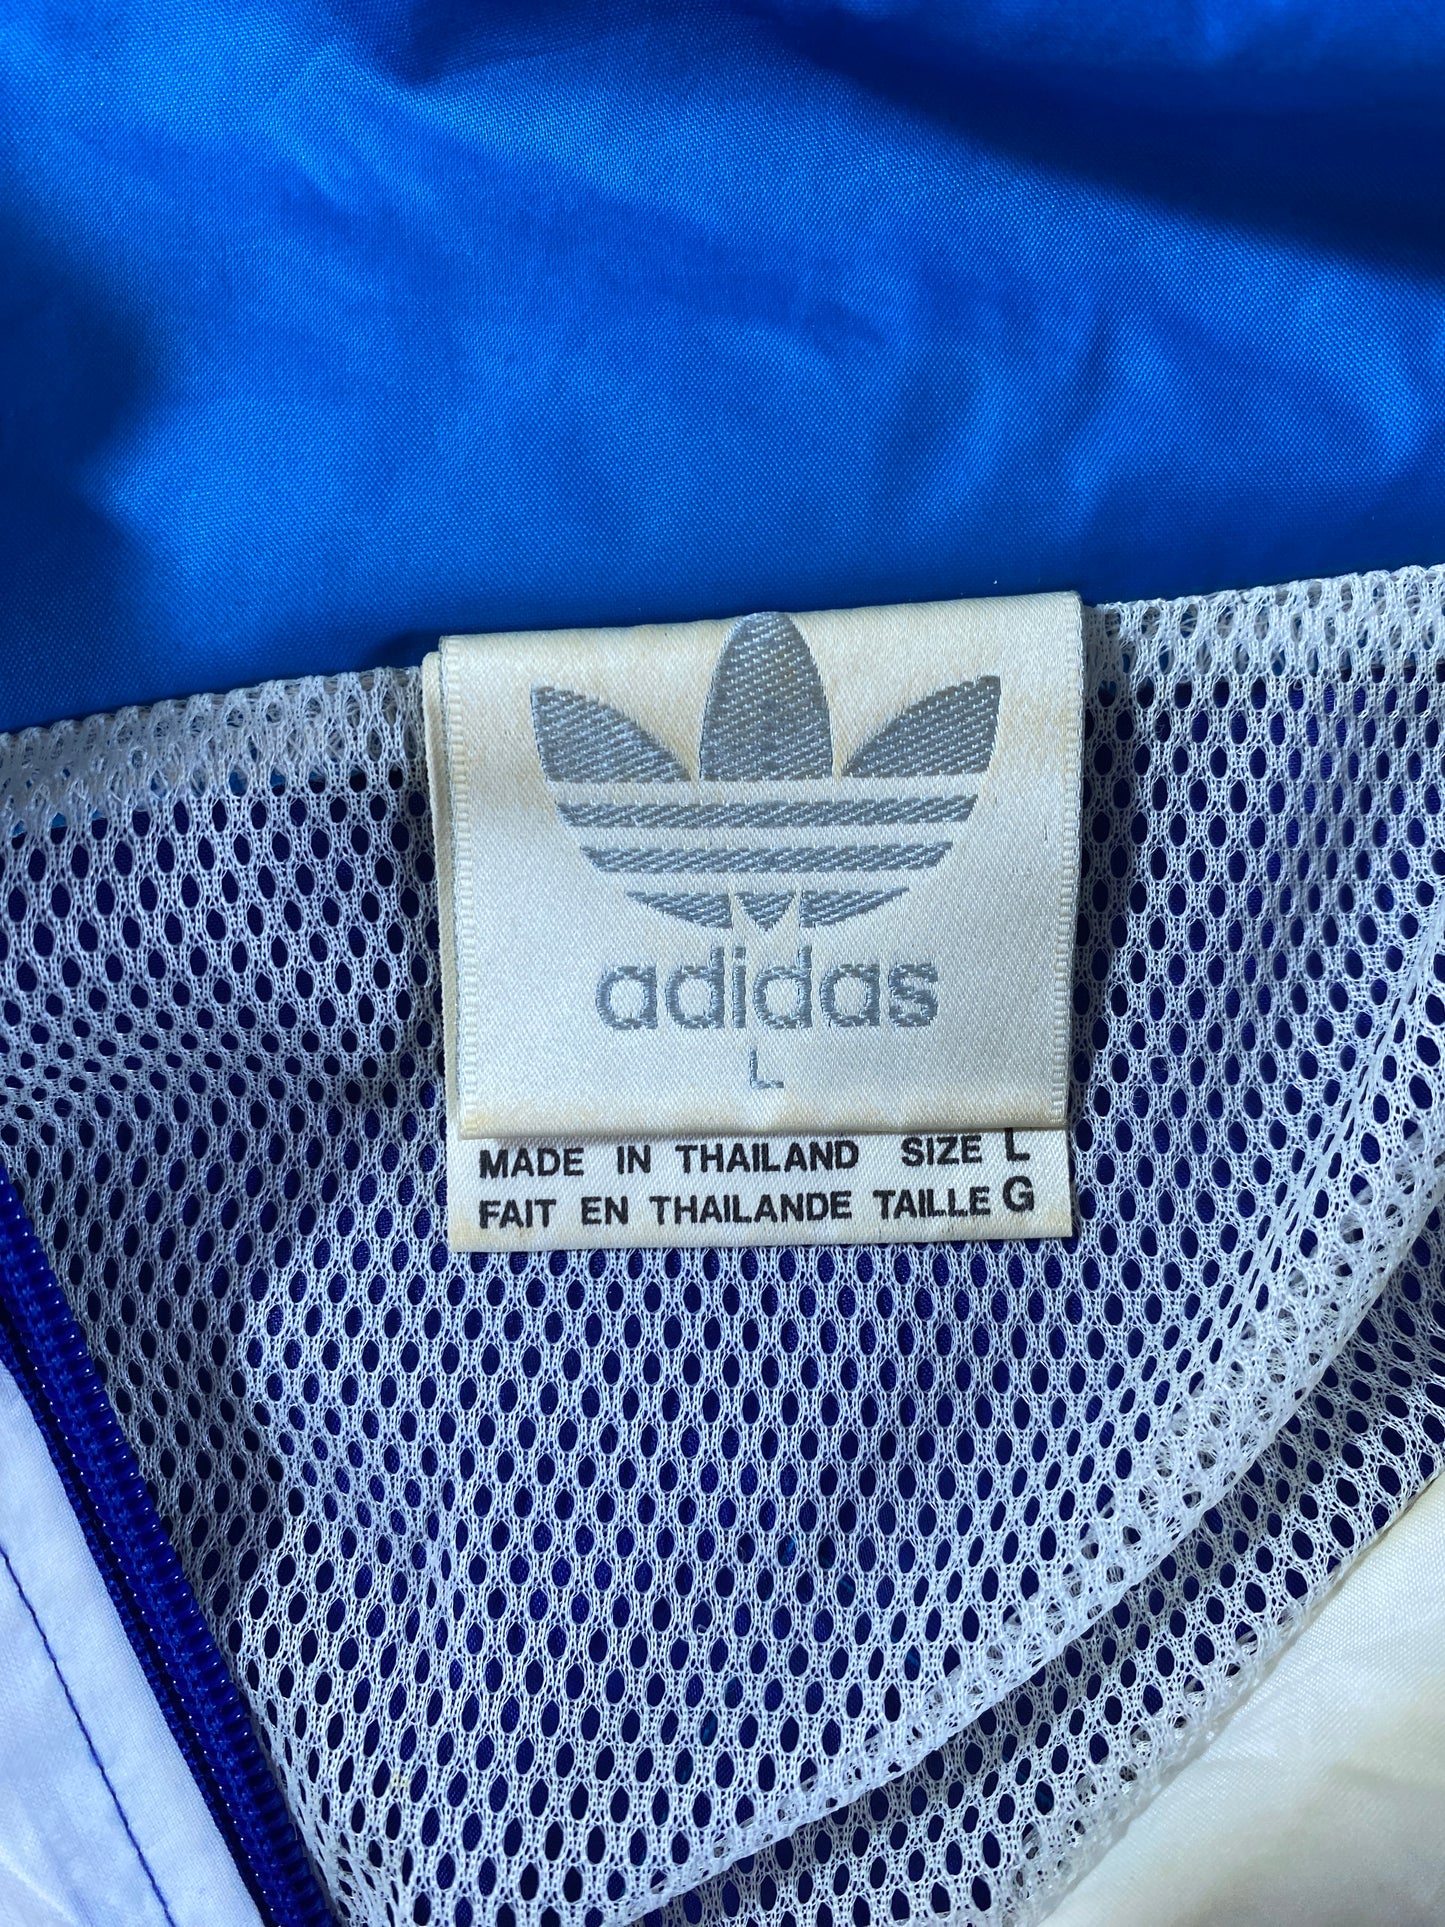 adidas
L
MADE IN THAILAND SIZE L
FAIT EN THAILANDE TAILLE G